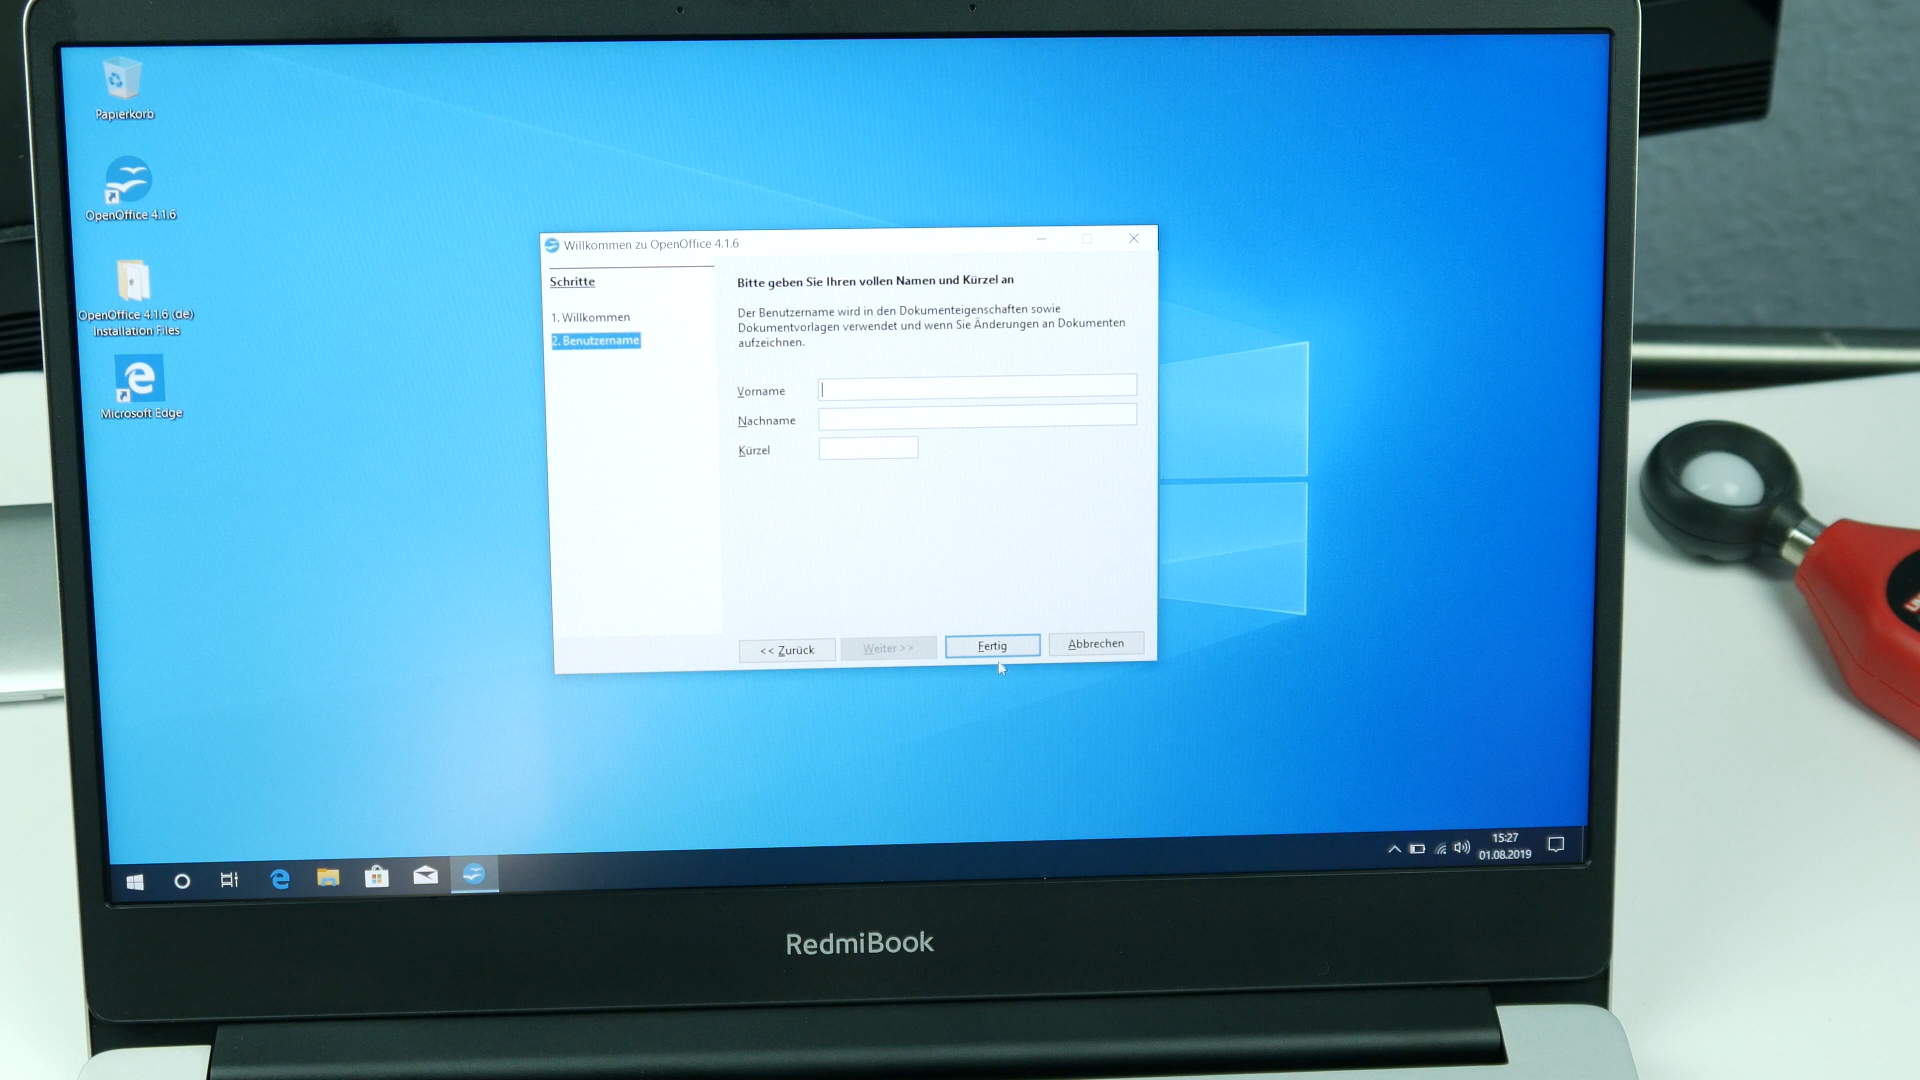 Papierkorb
OpenOffice 4.1.6
OpenOffice 4.1.6 (de)
Installation Files
Microsoft Edge
Willkommen zu OpenOffice 4.1.6
Schritte
1. Willkommen
2. Benutzername
Bitte geben Sie Ihren vollen Namen und Kürzel an
Der Benutzername wird in den Dokumenteigenschaften sowie
Dokumentvorlagen verwendet und wenn Sie Änderungen an Dokumenten
aufzeichnen.
Vorname
Nachname
Kürzel
<< Zurück
Weiter >>
Fertig
Abbrechen
15:27
01.08.2019
RedmiBook